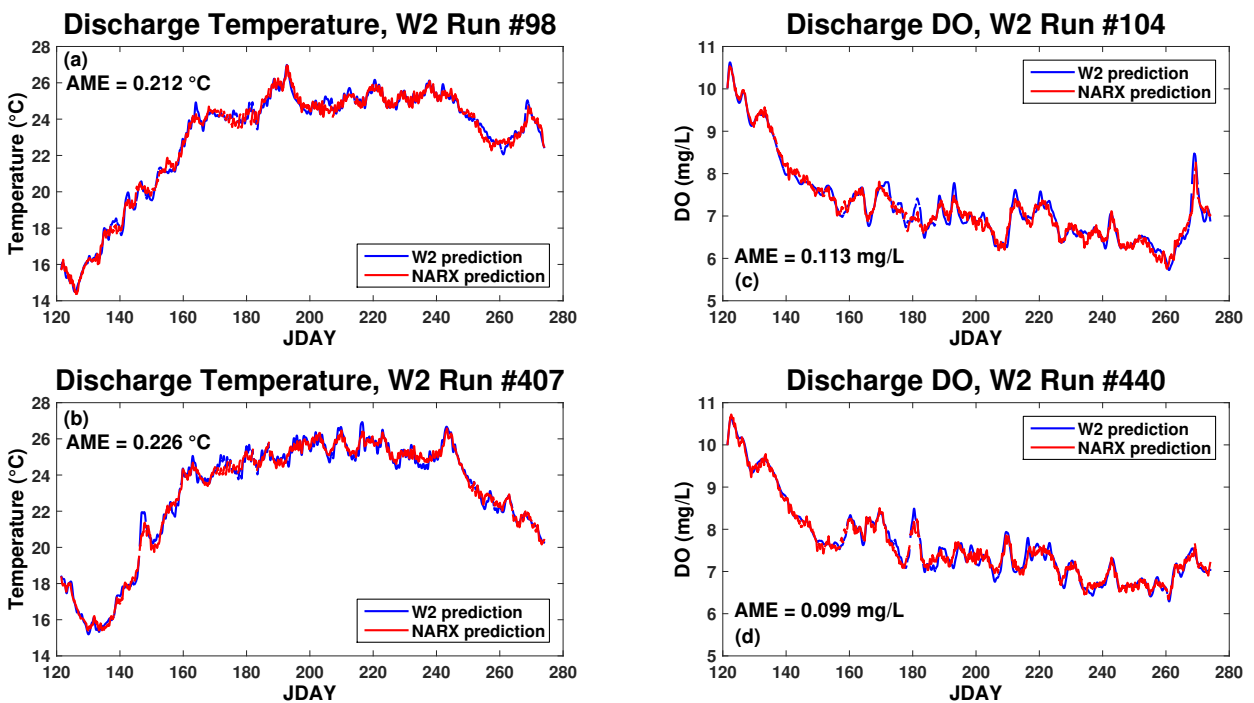 Discharge Temperature, W2 Run #98
(a)
AME = 0.212 °C
Temperature (°C)
28
26
24
22
20
18
16
14
W2 prediction
NARX prediction
120 140 160 180 200 220 240 260 280
JDAY
Discharge DO, W2 Run #104
DO (mg/L)
11
10
9
8
7
6
5
W2 prediction
NARX prediction
AME = 0.113 mg/L
(c)
120 140 160 180 200 220 240 260 280
JDAY
Discharge Temperature, W2 Run #407
(b)
AME = 0.226 °C
Temperature (°C)
28
26
24
22
20
18
16
14
W2 prediction
NARX prediction
120 140 160 180 200 220 240 260 280
JDAY
Discharge DO, W2 Run #440
DO (mg/L)
11
10
9
8
7
6
5
W2 prediction
NARX prediction
AME = 0.099 mg/L
(d)
120 140 160 180 200 220 240 260 280
JDAY